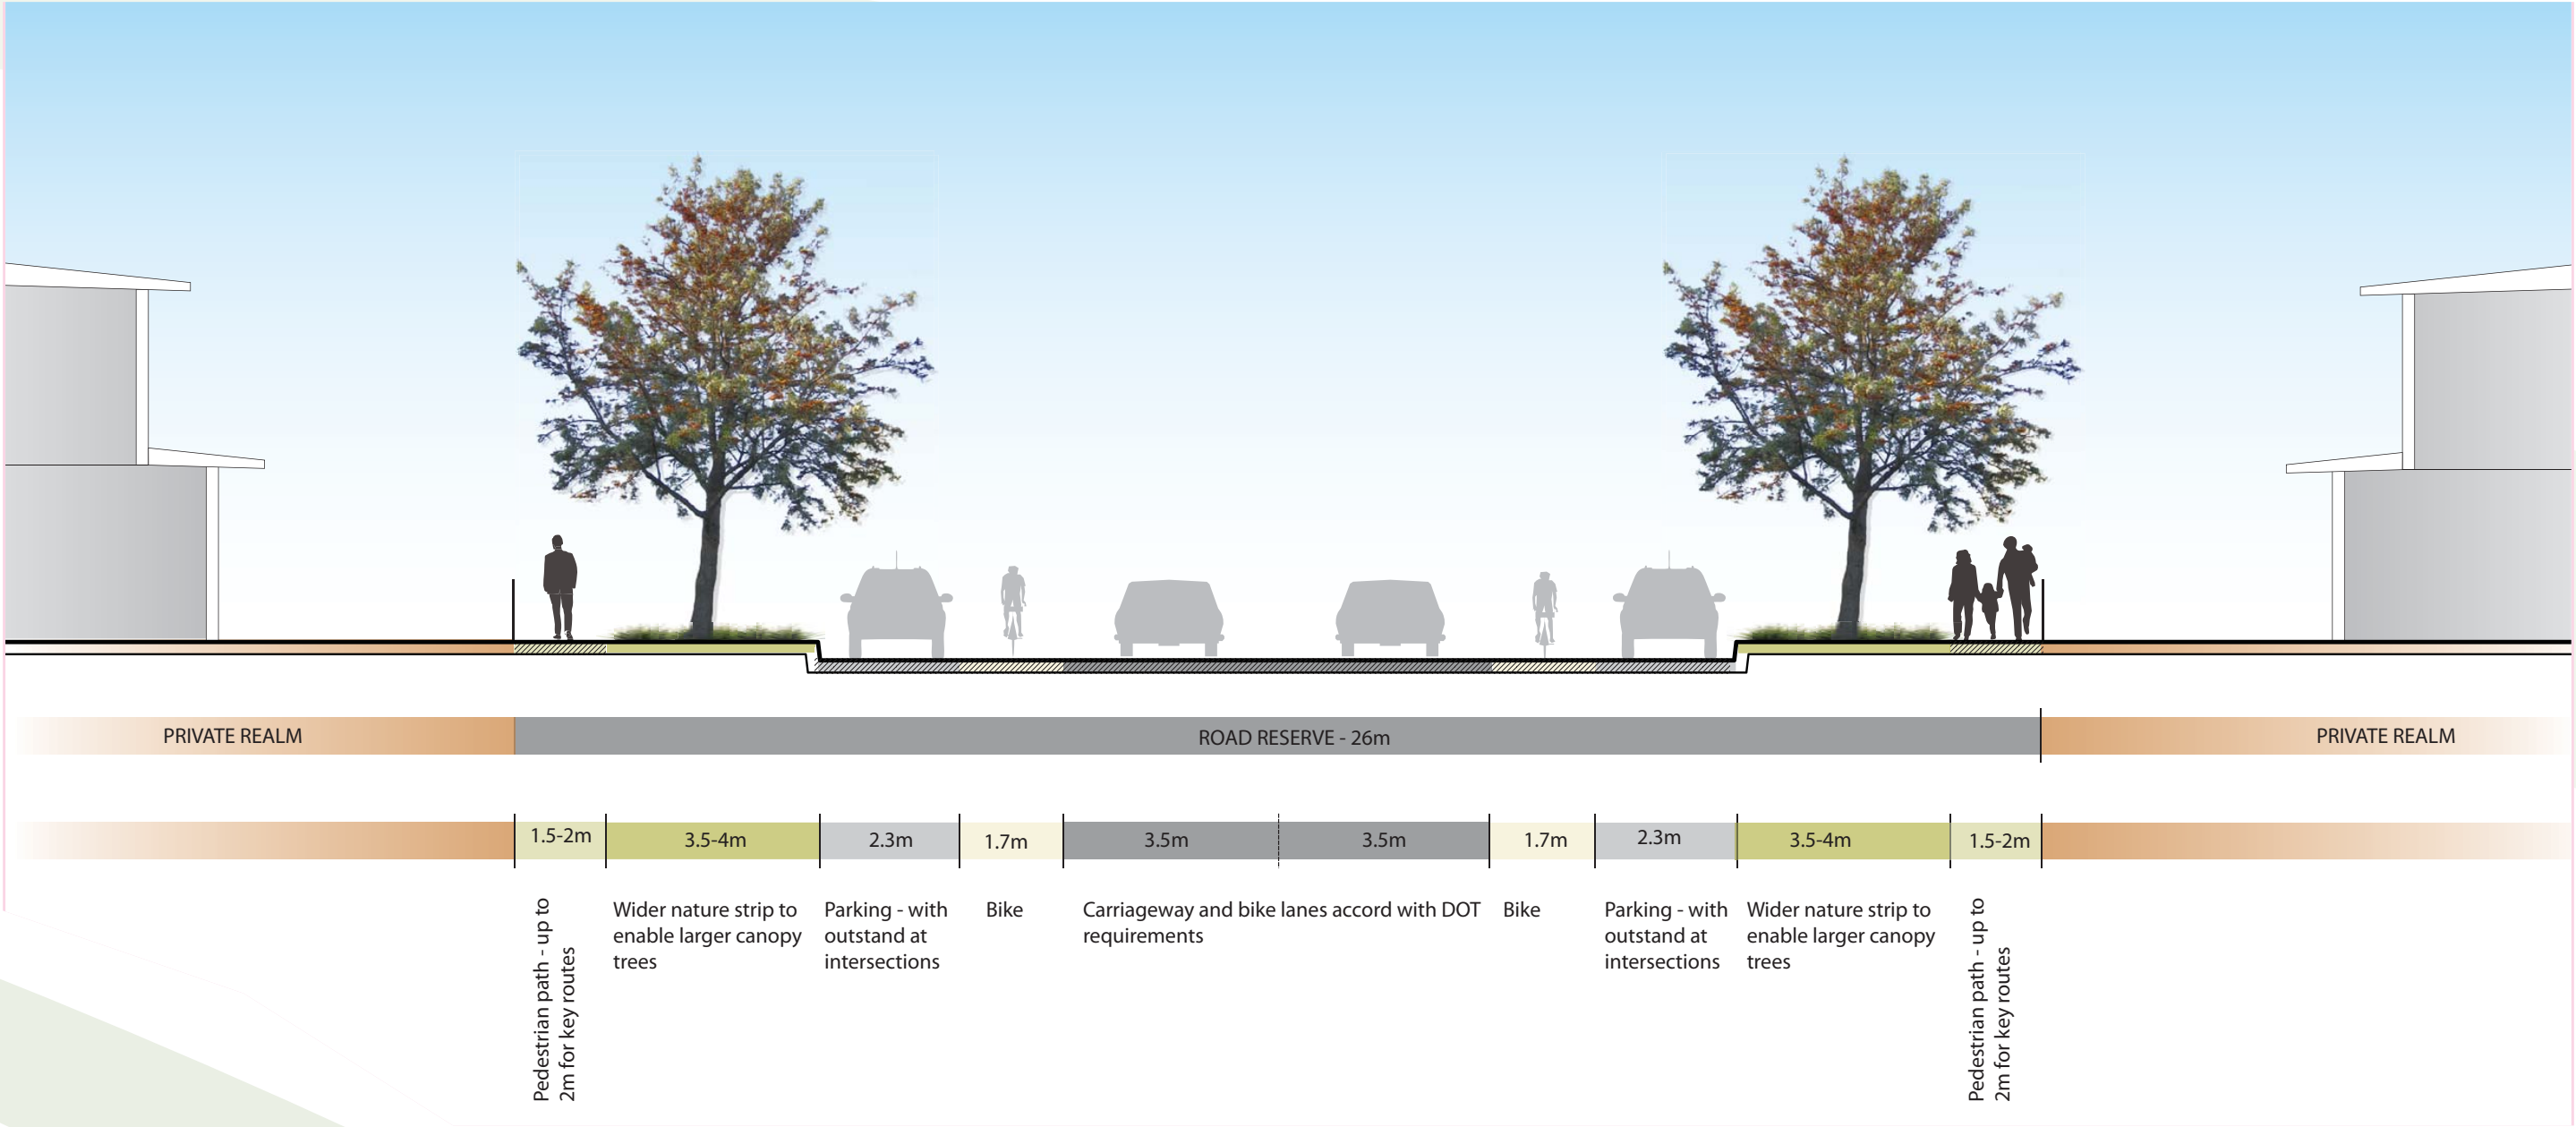 PRIVATE REALM
ROAD RESERVE - 26m
PRIVATE REALM
1.5-2m
3.5-4m
2.3m
1.7m
3.5m
3.5m
1.7m
2.3m
3.5-4m
1.5-2m
Pedestrian path - up to
2m for key routes
Wider nature strip to
enable larger canopy
trees
Parking - with
outstand at
intersections
Bike
Carriageway and bike lanes accord with DOT
requirements
Bike
Parking - with
outstand at
intersections
Wider nature strip to
enable larger canopy
trees
Pedestrian path - up to
2m for key routes